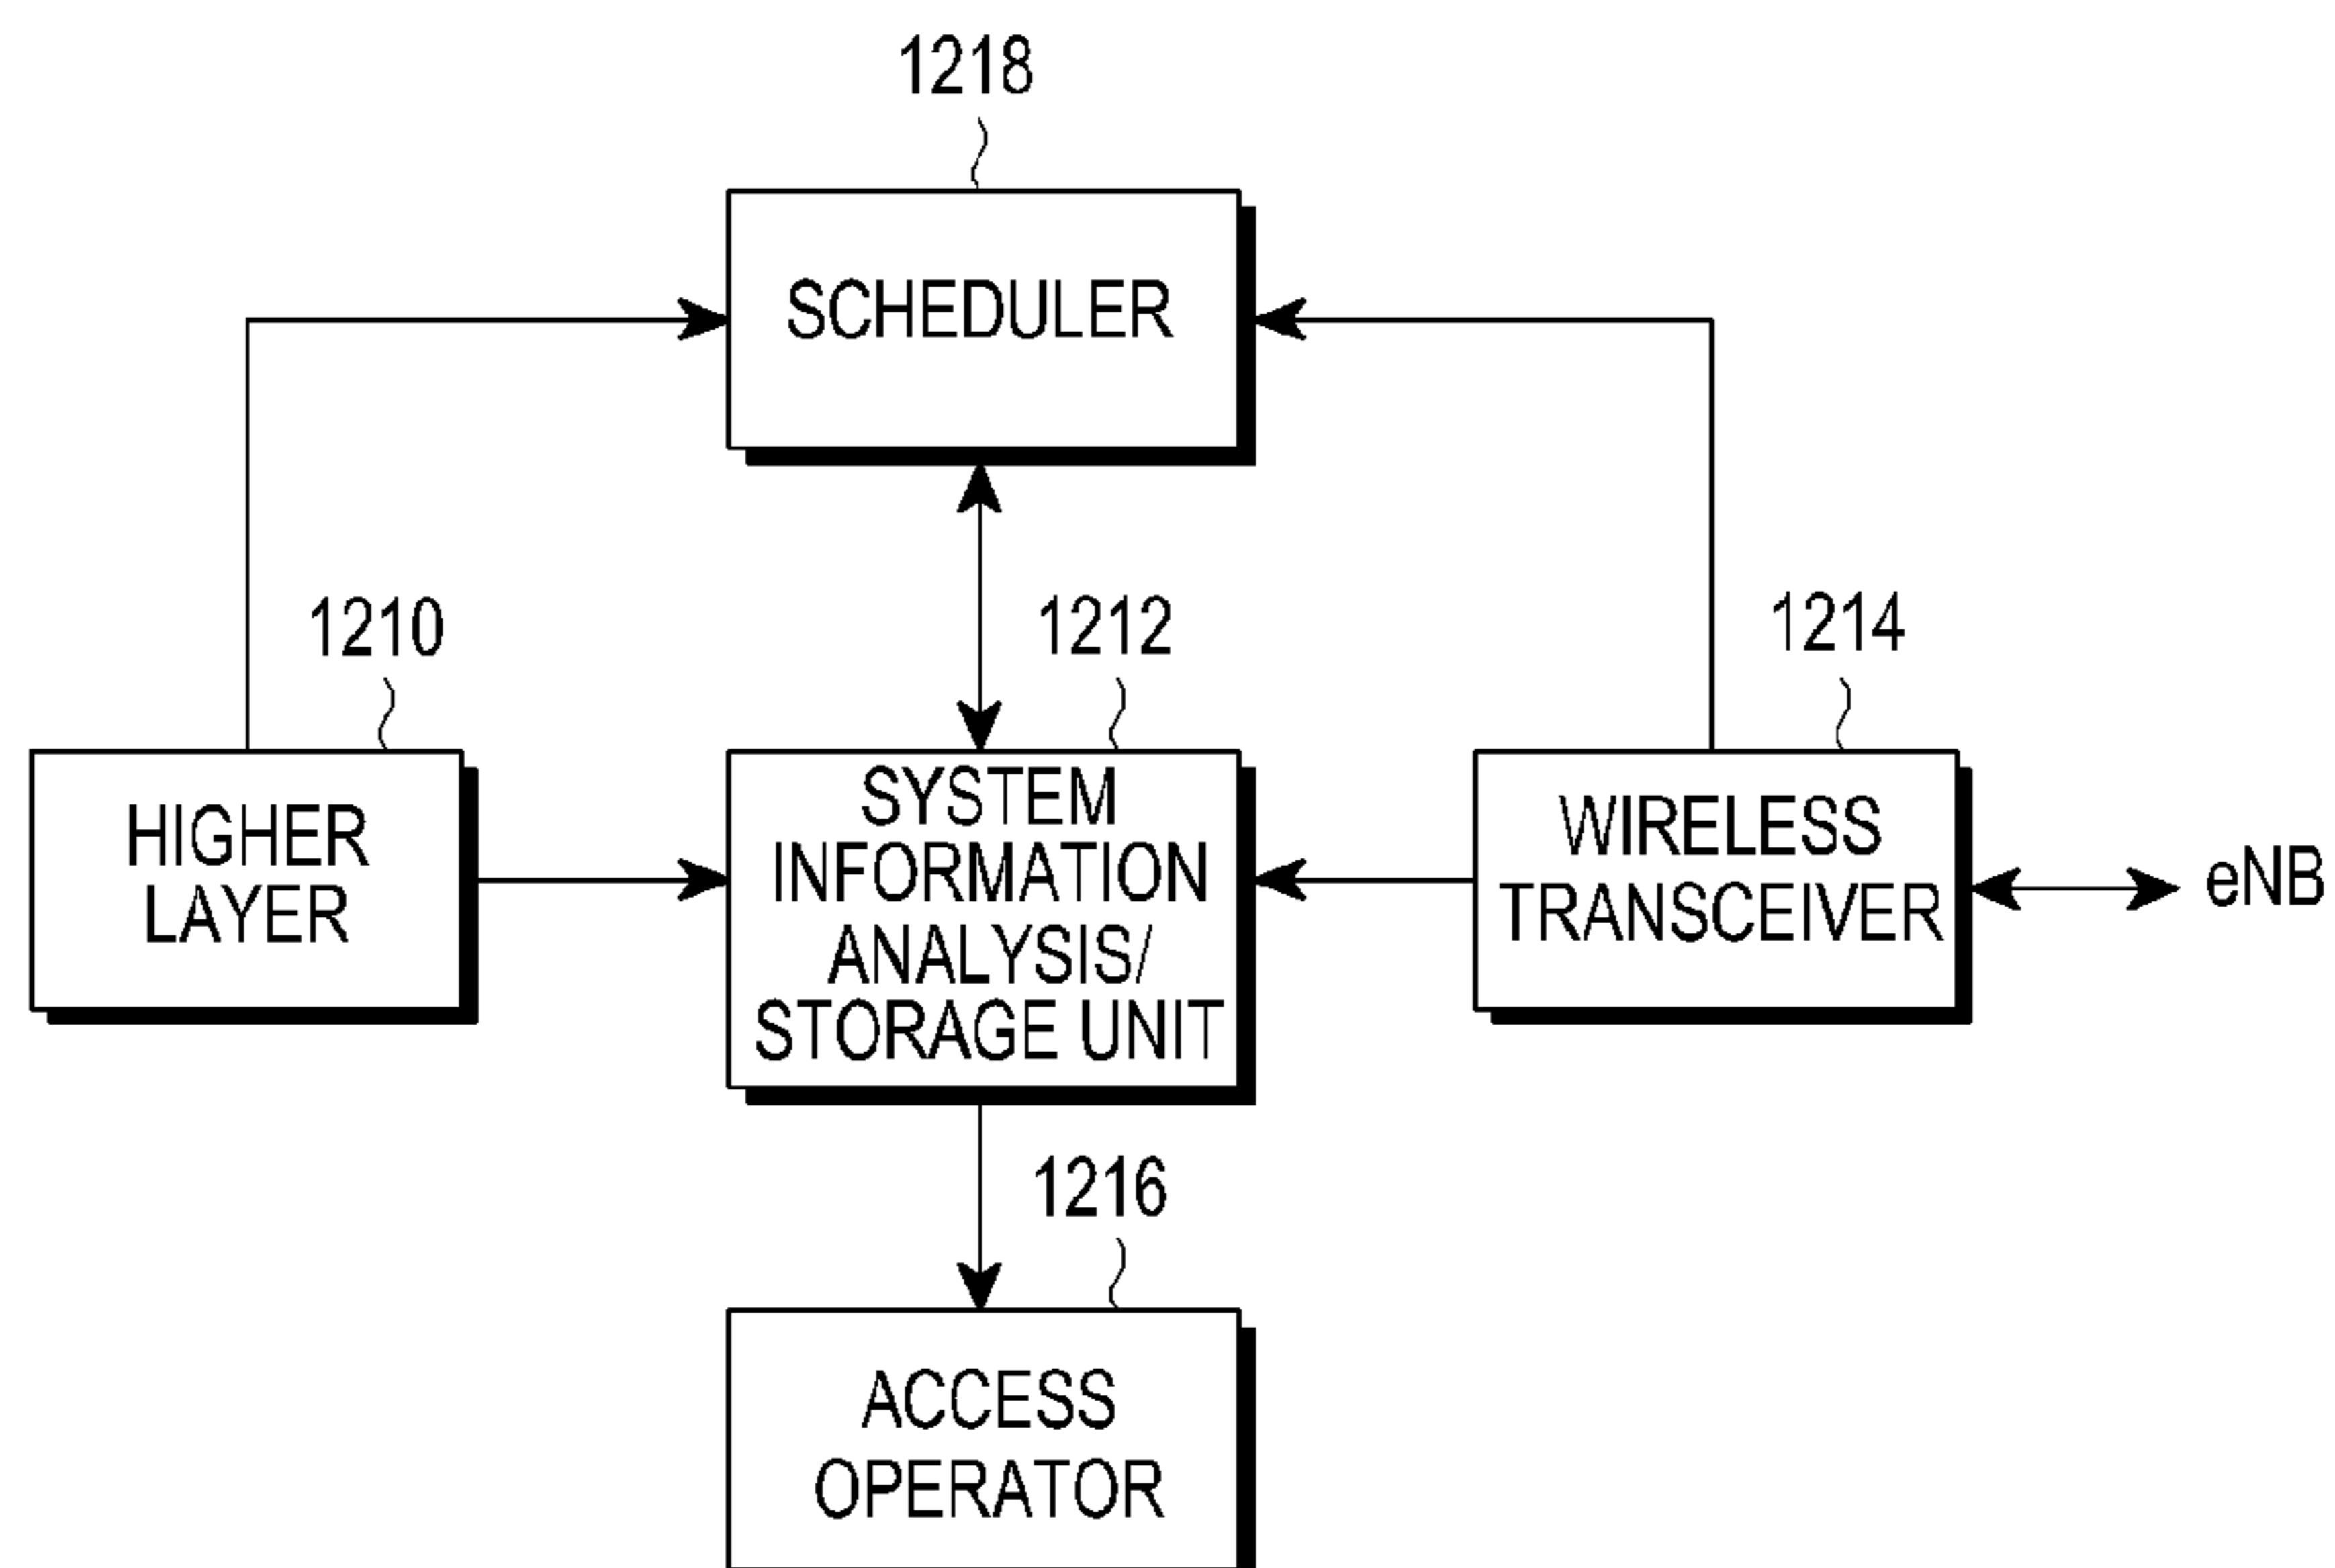 1218
SCHEDULER
1210
1212
1214
HIGHER
LAYER
SYSTEM
INFORMATION
ANALYSIS/
STORAGE UNIT
WIRELESS
TRANSCEIVER
eNB
1216
ACCESS
OPERATOR